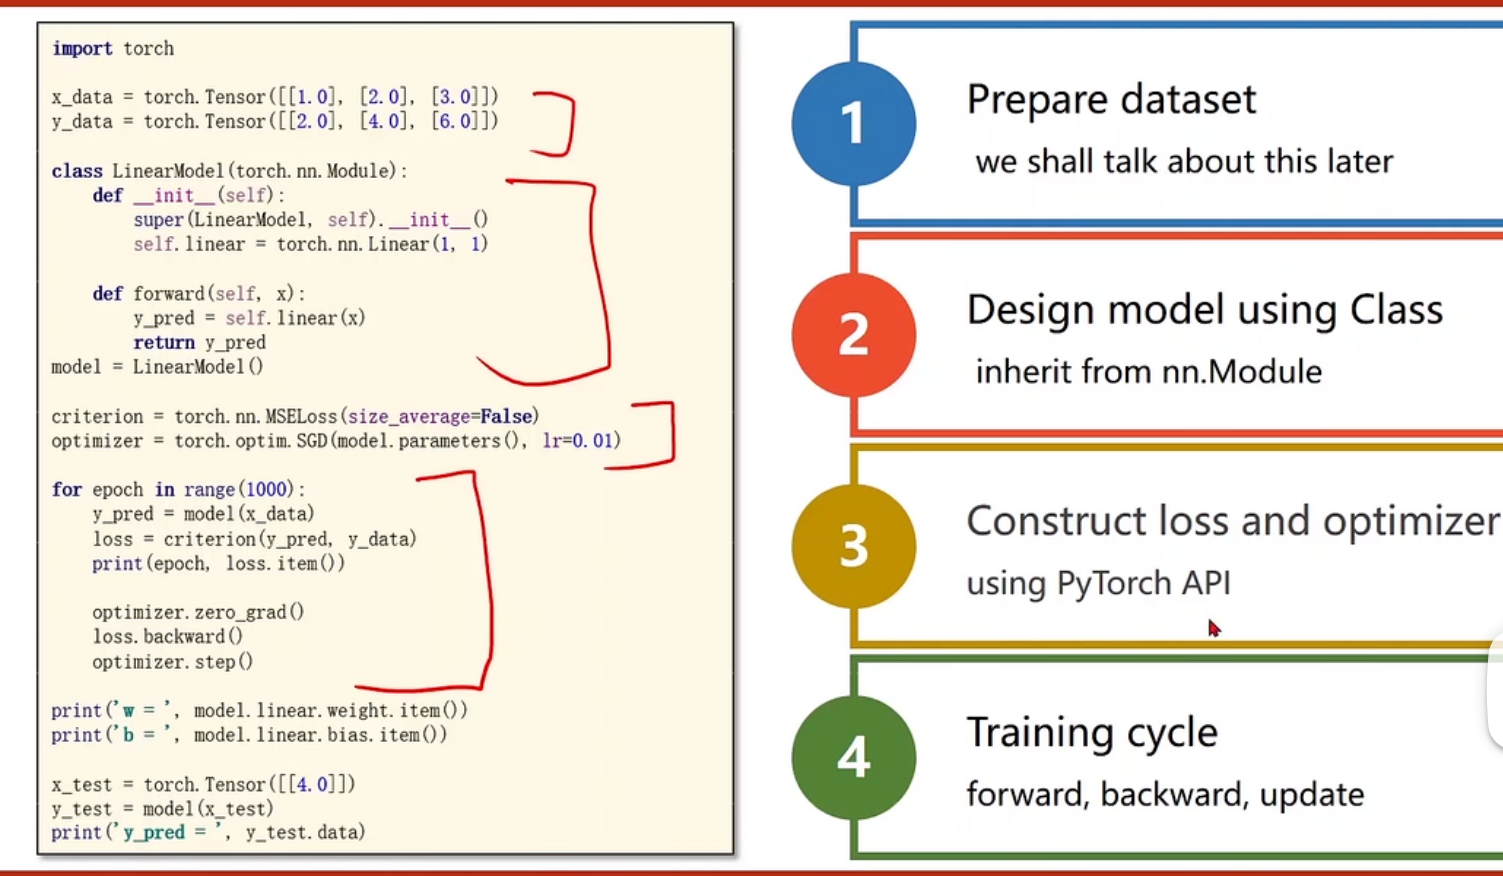 import torch
x_data = torch.Tensor([[1.0], [2.0], [3.0]])
y_data = torch.Tensor([[2.0], [4.0], [6.0]])
class LinearModel(torch.nn.Module):
    def __init__(self):
        super(LinearModel, self).__init__()
        self.linear = torch.nn.Linear(1, 1)
    def forward(self, x):
        y_pred = self.linear(x)
        return y_pred
model = LinearModel()
criterion = torch.nn.MSELoss(size_average=False)
optimizer = torch.optim.SGD(model.parameters(), lr=0.01)
for epoch in range(1000):
    y_pred = model(x_data)
    loss = criterion(y_pred, y_data)
    print(epoch, loss.item())
    optimizer.zero_grad()
    loss.backward()
    optimizer.step()
print('w = ', model.linear.weight.item())
print('b = ', model.linear.bias.item())
x_test = torch.Tensor([[4.0]])
y_test = model(x_test)
print('y_pred = ', y_test.data)
1
Prepare dataset
we shall talk about this later
2
Design model using Class
inherit from nn.Module
3
Construct loss and optimizer
using PyTorch API
4
Training cycle
forward, backward, update